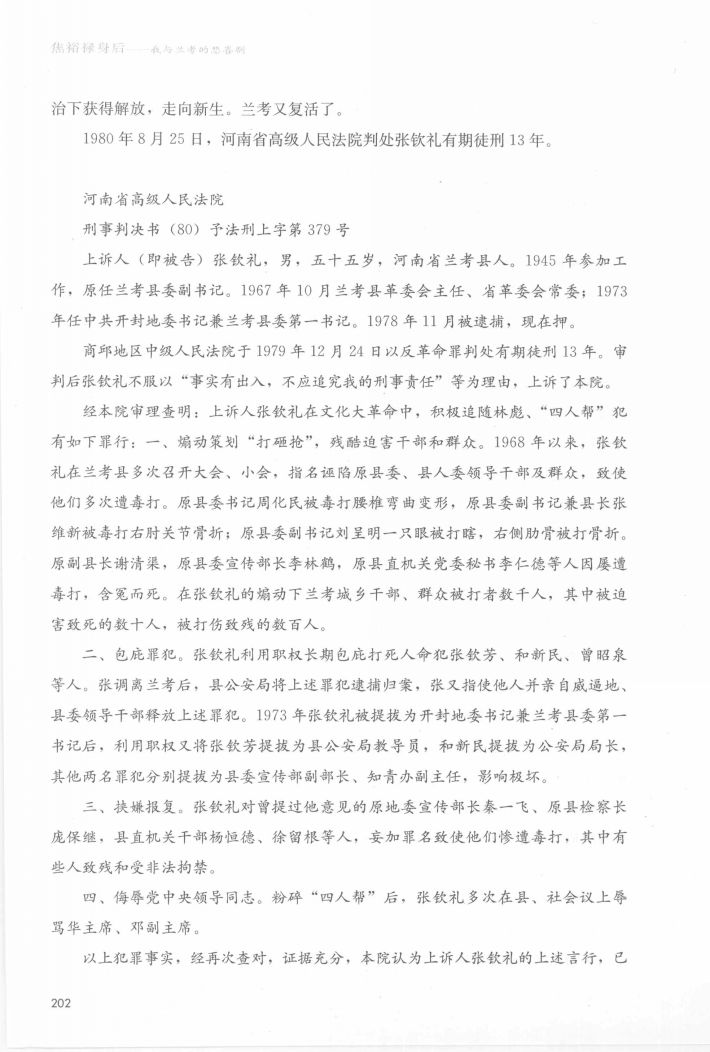 焦裕禄身后——我与兰考的悲喜剧
治下获得解放，走向新生。兰考又复活了。
1980 年 8 月 25 日，河南省高级人民法院判处张钦礼有期徒刑 13 年。
河南省高级人民法院
刑事判决书（80）予法刑上字第 379 号
上诉人（即被告）张钦礼，男，五十五岁，河南省兰考县人。1945 年参加工
作，原任兰考县委副书记。1967 年 10 月兰考县革委会主任、省革委会常委；1973
年任中共开封地委书记兼兰考县委第一书记。1978 年 11 月被逮捕，现在押。
商邱地区中级人民法院于 1979 年 12 月 24 日以反革命罪判处有期徒刑 13 年。审
判后张钦礼不服以“事实有出入，不应追究我的刑事责任”等为理由，上诉了本院。
经本院审理查明：上诉人张钦礼在文化大革命中，积极追随林彪、“四人帮”犯
有如下罪行：一、煽动策划“打砸抢”，残酷迫害干部和群众。1968 年以来，张钦
礼在兰考县多次召开大会、小会，指名诬陷原县委、县人委领导干部及群众，致使
他们多次遭毒打。原县委书记周化民被毒打腰椎弯曲变形，原县委副书记兼县长张
维新被毒打右肘关节骨折；原县委副书记刘呈明一只眼被打瞎，右侧肋骨被打骨折。
原副县长谢清渠，原县委宣传部长李林鹤，原县直机关党委秘书李仁德等人因屡遭
毒打，含冤而死。在张钦礼的煽动下兰考城乡干部、群众被打者数千人，其中被迫
害致死的数十人，被打伤致残的数百人。
二、包庇罪犯。张钦礼利用职权长期包庇打死人命犯张钦芳、和新民、曾昭泉
等人。张调离兰考后，县公安局将上述罪犯逮捕归案，张又指使他人并亲自威逼地、
县委领导干部释放上述罪犯。1973 年张钦礼被提拔为开封地委书记兼兰考县委第一
书记后，利用职权又将张钦芳提拔为县公安局教导员，和新民提拔为公安局局长，
其他两名罪犯分别提拔为县委宣传部副部长、知青办副主任，影响极坏。
三、挟嫌报复。张钦礼对曾提过他意见的原地委宣传部长秦一飞、原县检察长
庞保继，县直机关干部杨恒德、徐留根等人，妄加罪名致使他们惨遭毒打，其中有
些人致残和受非法拘禁。
四、侮辱党中央领导同志。粉碎“四人帮”后，张钦礼多次在县、社会议上辱
骂华主席、邓副主席。
以上犯罪事实，经再次查对，证据充分，本院认为上诉人张钦礼的上述言行，已
202